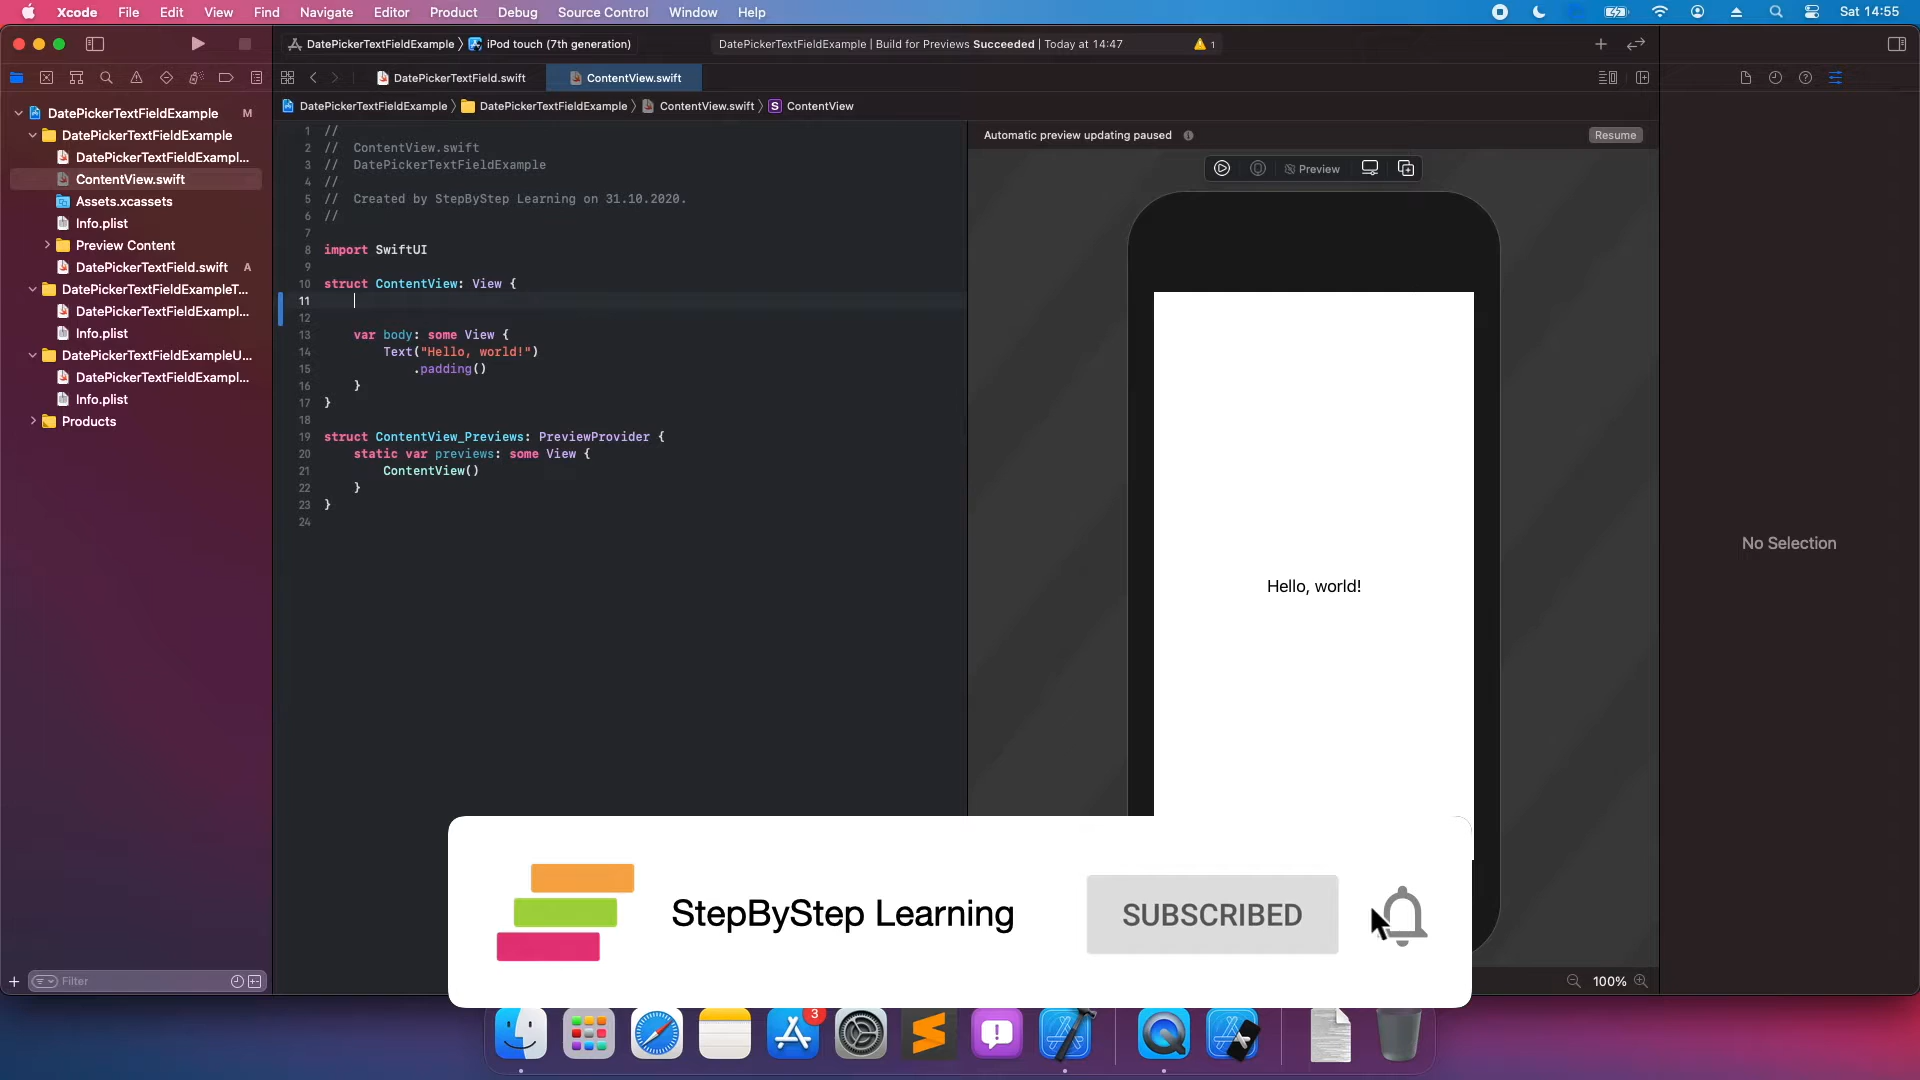 Xcode File Edit View Find Navigate Editor Product Debug Source Control Window Help Sat 14:55
DatePickerTextFieldExample 〉 iPod touch (7th generation) DatePickerTextFieldExample | Build for Previews Succeeded | Today at 14:47 1
DatePickerTextField.swift ContentView.swift
DatePickerTextFieldExample 〉 DatePickerTextFieldExample 〉 ContentView.swift 〉 S ContentView
DatePickerTextFieldExample M
DatePickerTextFieldExample
DatePickerTextFieldExampl...
ContentView.swift
Assets.xcassets
Info.plist
Preview Content
DatePickerTextField.swift A
DatePickerTextFieldExampleT...
DatePickerTextFieldExampl...
Info.plist
DatePickerTextFieldExampleU...
DatePickerTextFieldExampl...
Info.plist
Products
Filter
1 //
2 // ContentView.swift
3 // DatePickerTextFieldExample
4 //
5 // Created by StepByStep Learning on 31.10.2020.
6 //
7
8 import SwiftUI
9
10 struct ContentView: View {
11
12
13 var body: some View {
14 Text("Hello, world!")
15 .padding()
16 }
17 }
18
19 struct ContentView_Previews: PreviewProvider {
20 static var previews: some View {
21 ContentView()
22 }
23 }
24
Automatic preview updating paused Resume
Preview
Hello, world!
No Selection
100%
StepByStep Learning SUBSCRIBED
3